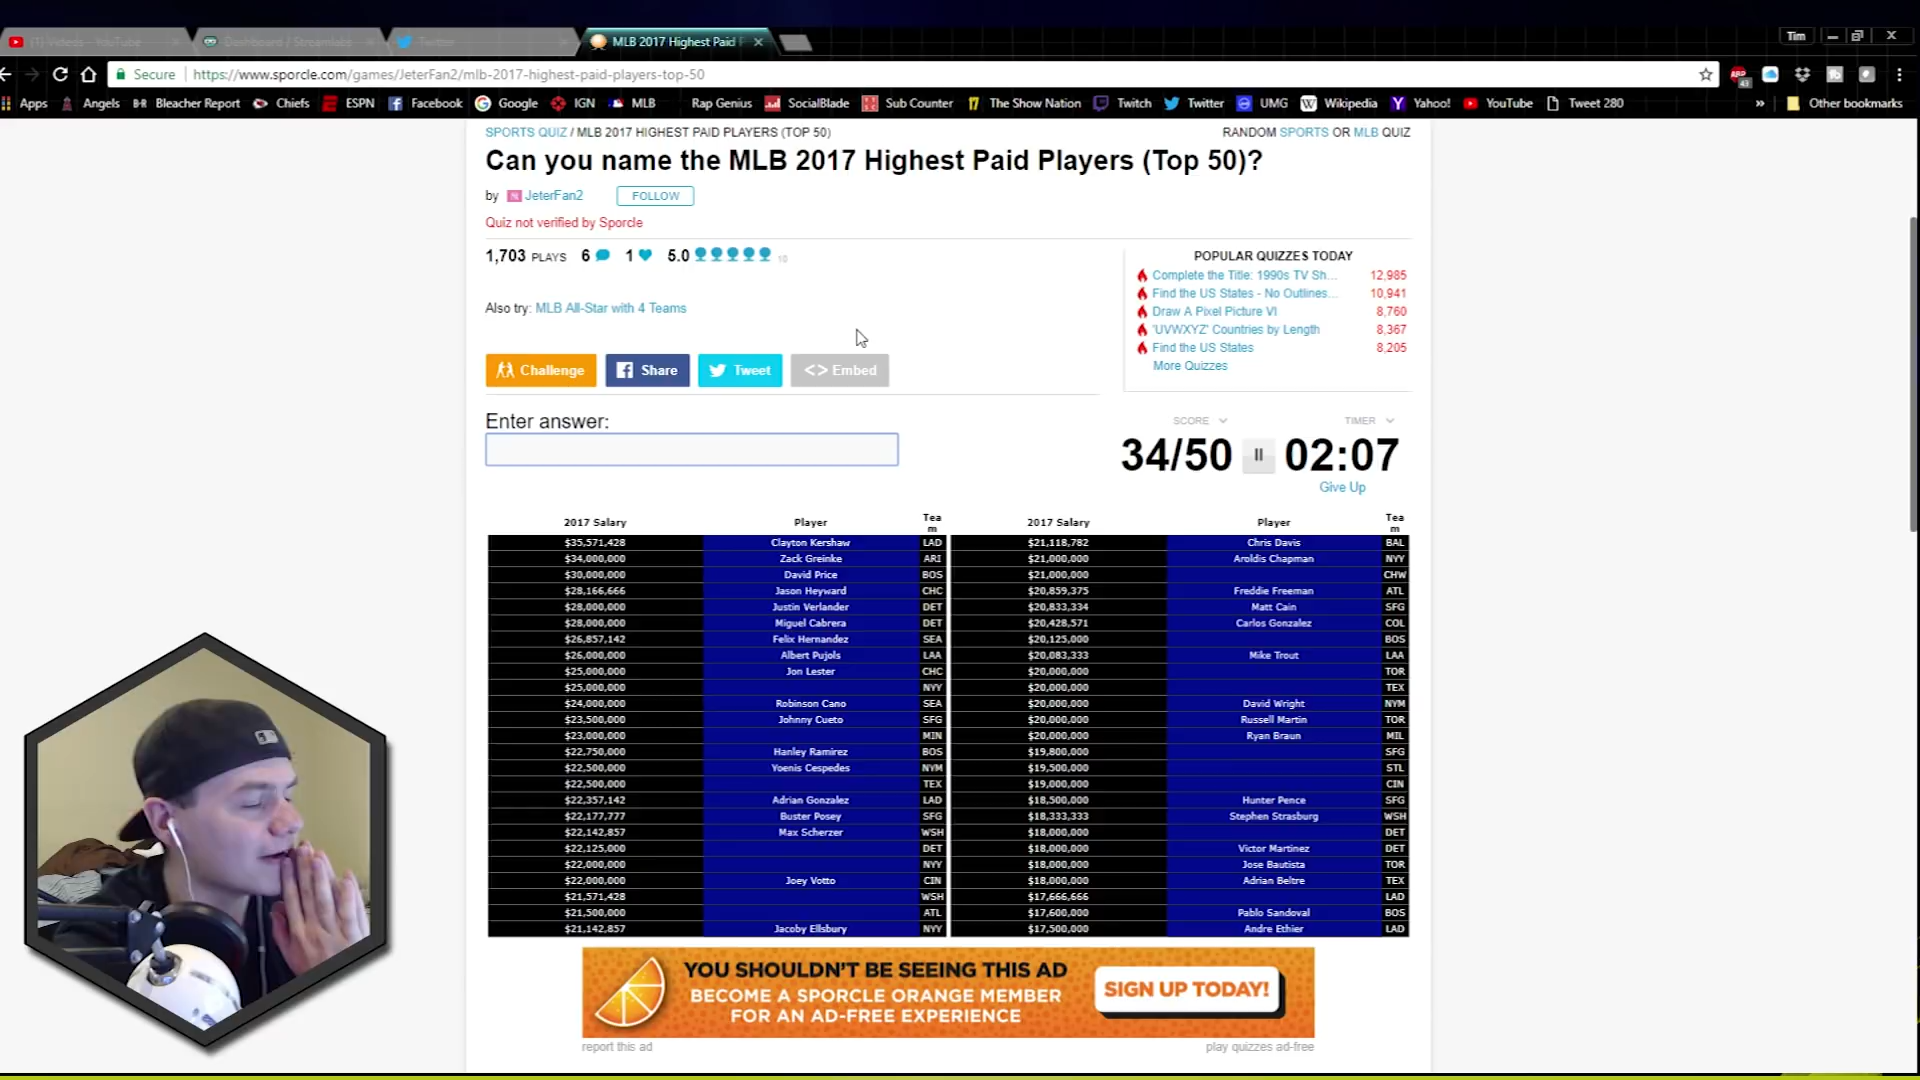 (1) Videos - YouTube
Dashboard | Streamlabs
Twitter
MLB 2017 Highest Paid P
Tim
Secure | https://www.sporcle.com/games/JeterFan2/mlb-2017-highest-paid-players-top-50
Apps Angels Bleacher Report Chiefs ESPN Facebook Google IGN MLB Rap Genius SocialBlade Sub Counter The Show Nation Twitch Twitter UMG Wikipedia Yahoo! YouTube Tweet 280 » Other bookmarks
SPORTS QUIZ / MLB 2017 HIGHEST PAID PLAYERS (TOP 50)
RANDOM SPORTS OR MLB QUIZ
Can you name the MLB 2017 Highest Paid Players (Top 50)?
by JeterFan2 FOLLOW
Quiz not verified by Sporcle
1,703 PLAYS 6 1 5.0 10
Also try: MLB All-Star with 4 Teams
Challenge Share Tweet <> Embed
POPULAR QUIZZES TODAY
Complete the Title: 1990s TV Sh... 12,985
Find the US States - No Outlines... 10,941
Draw A Pixel Picture VI 8,760
'UVWXYZ' Countries by Length 8,367
Find the US States 8,205
More Quizzes
Enter answer:
SCORE TIMER
34/50 02:07
Give Up
2017 Salary Player Team 2017 Salary Player Team
$35,571,428 Clayton Kershaw LAD $21,118,782 Chris Davis BAL
$34,000,000 Zack Greinke ARI $21,000,000 Aroldis Chapman NYY
$30,000,000 David Price BOS $21,000,000 CHW
$28,166,666 Jason Heyward CHC $20,859,375 Freddie Freeman ATL
$28,000,000 Justin Verlander DET $20,833,334 Matt Cain SFG
$28,000,000 Miguel Cabrera DET $20,428,571 Carlos Gonzalez COL
$26,857,142 Felix Hernandez SEA $20,125,000 BOS
$26,000,000 Albert Pujols LAA $20,083,333 Mike Trout LAA
$25,000,000 Jon Lester CHC $20,000,000 TOR
$25,000,000 NYY $20,000,000 TEX
$24,000,000 Robinson Cano SEA $20,000,000 David Wright NYM
$23,500,000 Johnny Cueto SFG $20,000,000 Russell Martin TOR
$23,000,000 MIN $20,000,000 Ryan Braun MIL
$22,750,000 Hanley Ramirez BOS $19,800,000 SFG
$22,500,000 Yoenis Cespedes NYM $19,500,000 STL
$22,500,000 TEX $19,000,000 CIN
$22,357,142 Adrian Gonzalez LAD $18,500,000 Hunter Pence SFG
$22,177,777 Buster Posey SFG $18,333,333 Stephen Strasburg WSH
$22,142,857 Max Scherzer WSH $18,000,000 DET
$22,125,000 DET $18,000,000 Victor Martinez DET
$22,000,000 NYY $18,000,000 Jose Bautista TOR
$22,000,000 Joey Votto CIN $18,000,000 Adrian Beltre TEX
$21,571,428 WSH $17,666,666 LAD
$21,500,000 ATL $17,600,000 Pablo Sandoval BOS
$21,142,857 Jacoby Ellsbury NYY $17,500,000 Andre Ethier LAD
YOU SHOULDN'T BE SEEING THIS AD
BECOME A SPORCLE ORANGE MEMBER
FOR AN AD-FREE EXPERIENCE
SIGN UP TODAY!
report this ad
play quizzes ad-free